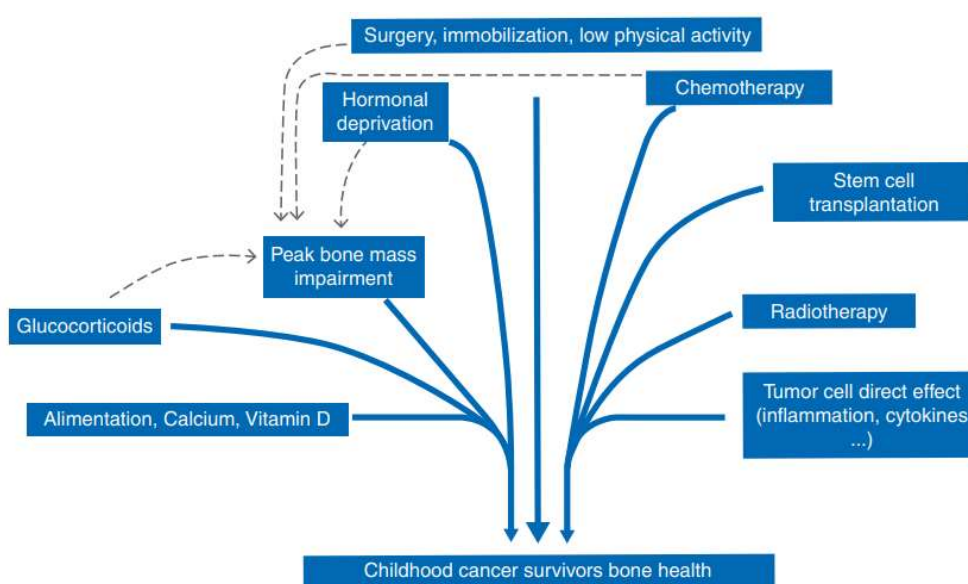 Surgery, immobilization, low physical activity
Chemotherapy
Hormonal
deprivation
Stem cell
transplantation
Peak bone mass
impairment
Glucocorticoids
Radiotherapy
Alimentation, Calcium, Vitamin D
Tumor cell direct effect
(inflammation, cytokines
...)
Childhood cancer survivors bone health